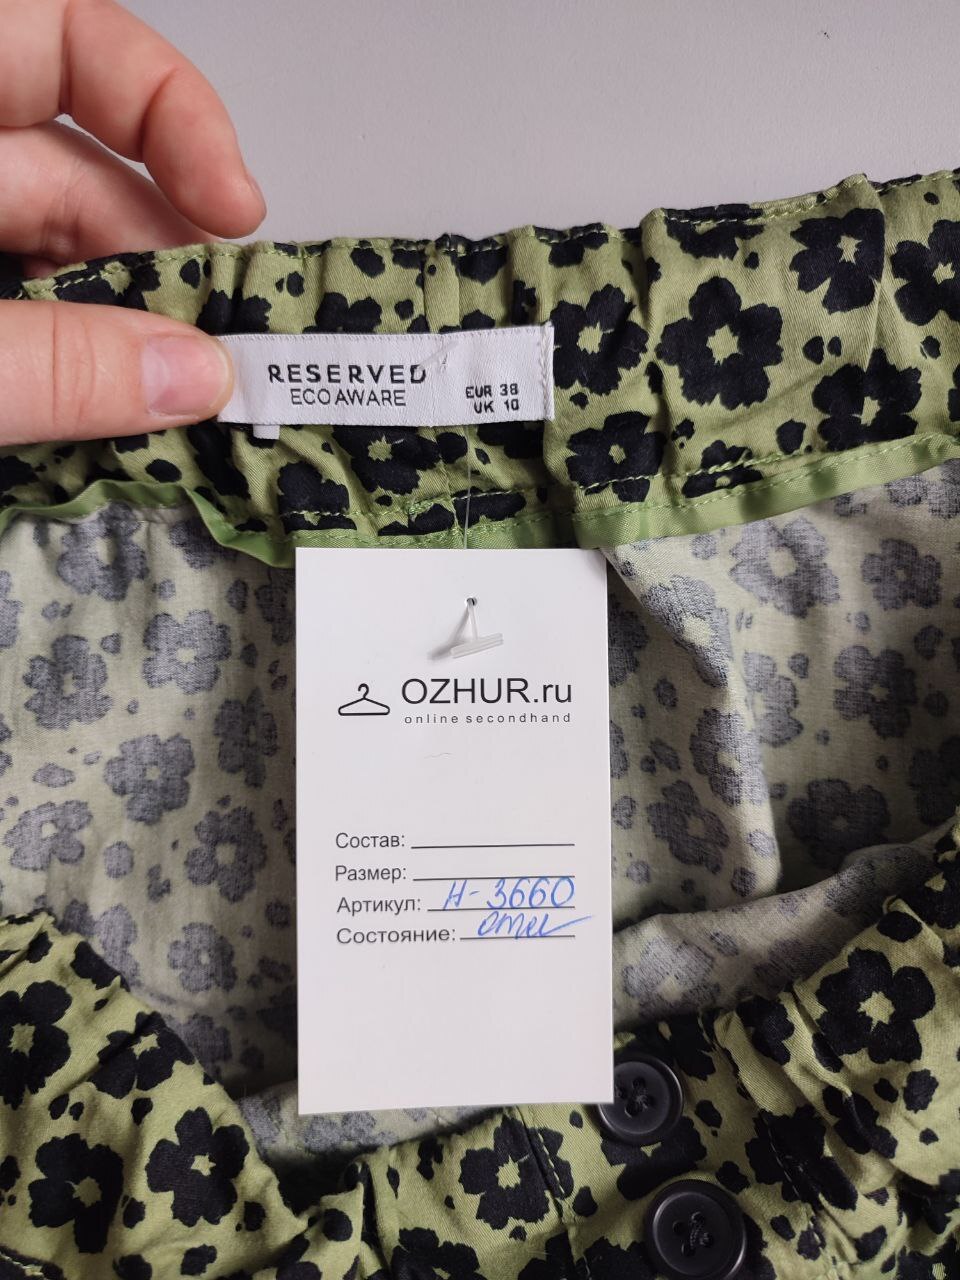 RESERVED
ECOAWARE
EUR 38
UK 10
OZHUR.ru
online secondhand
Состав:
Размер:
Артикул: Н-3660
Состояние: отл